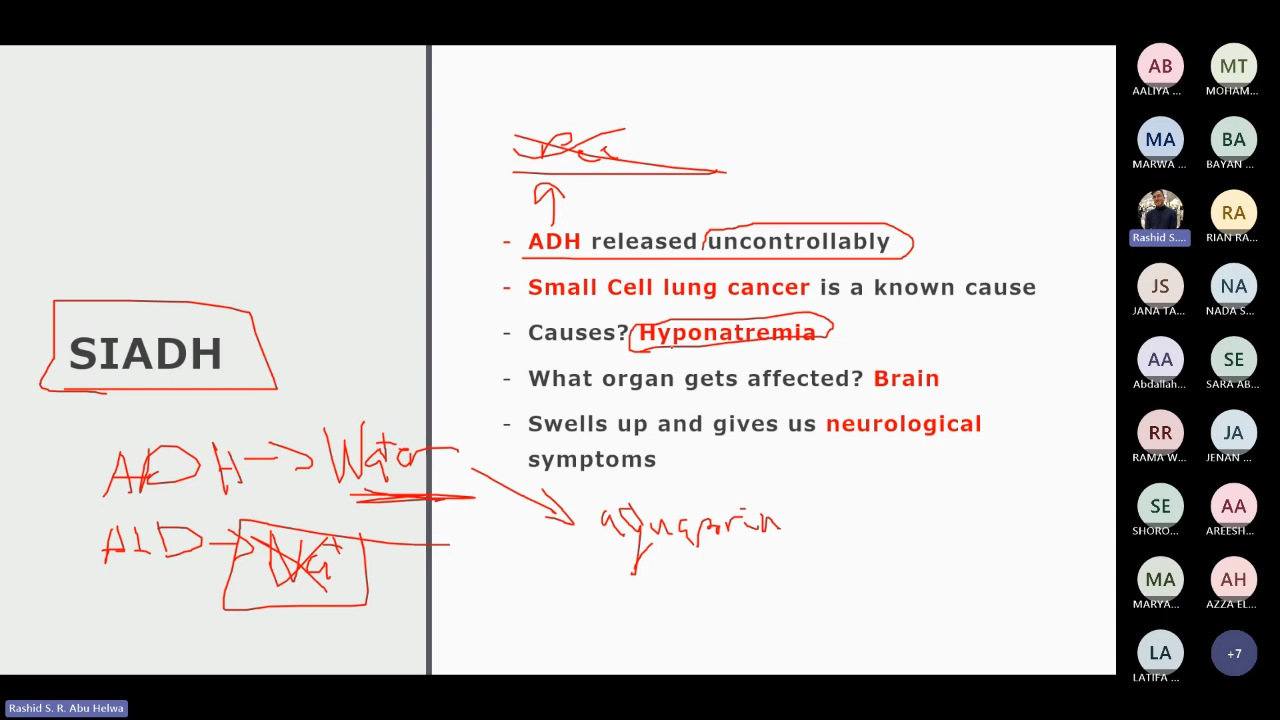 SIADH
ADH → Water
ALD → Na+
- ADH released uncontrollably
- Small Cell lung cancer is a known cause
- Causes? Hyponatremia
- What organ gets affected? Brain
- Swells up and gives us neurological
symptoms
aquaporin
AB
AALIYA ...
MT
MOHAM...
MA
MARWA ...
BA
BAYAN ...
Rashid S....
RA
RIAN RA...
JS
JANA TA...
NA
NADA S...
AA
Abdallah...
SE
SARA AB...
RR
RAMA W...
JA
JENAN ...
SE
SHORO...
AA
AREESH...
MA
MARYA...
AH
AZZA EL...
LA
LATIFA ...
+7
Rashid S. R. Abu Helwa